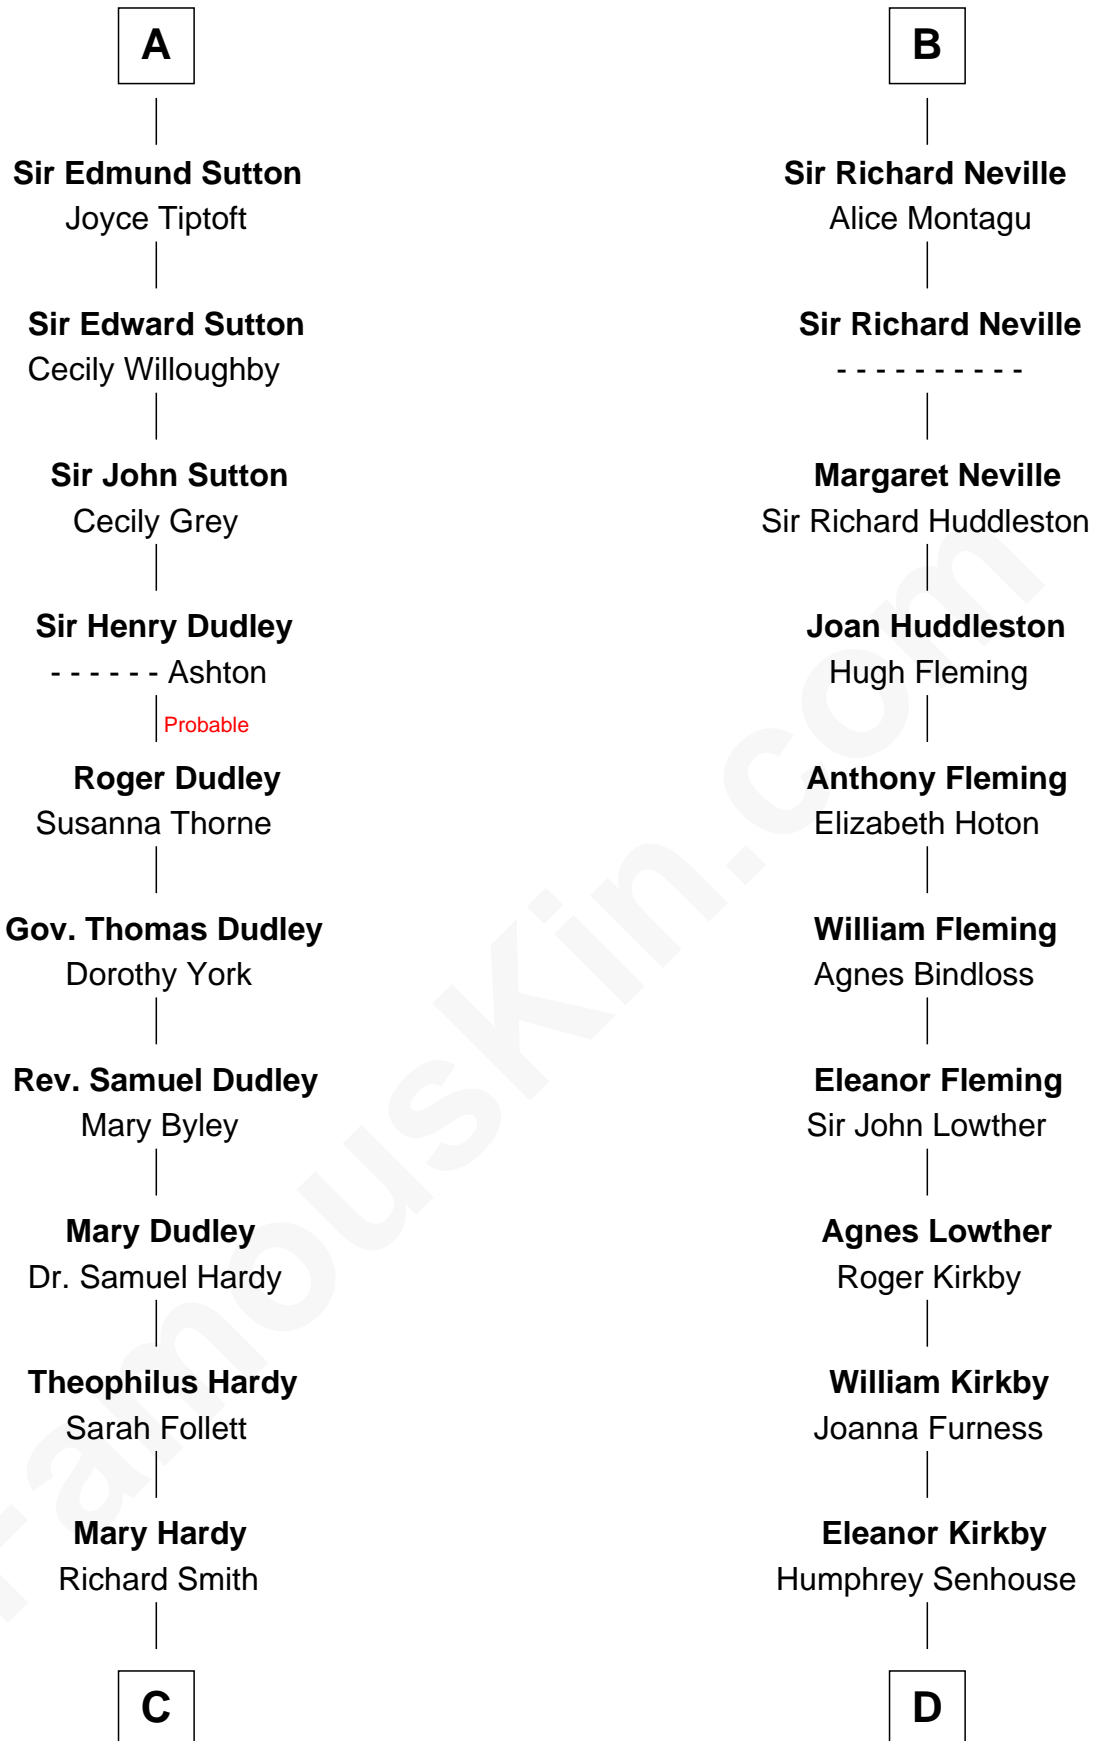 A
Sir Edmund Sutton
Joyce Tiptoft
Sir Edward Sutton
Cecily Willoughby
Sir John Sutton
Cecily Grey
Sir Henry Dudley
- - - - - - Ashton
Probable
Roger Dudley
Susanna Thorne
Gov. Thomas Dudley
Dorothy York
Rev. Samuel Dudley
Mary Byley
Mary Dudley
Dr. Samuel Hardy
Theophilus Hardy
Sarah Follett
Mary Hardy
Richard Smith
C
B
Sir Richard Neville
Alice Montagu
Sir Richard Neville
- - - - - - - - - -
Margaret Neville
Sir Richard Huddleston
Joan Huddleston
Hugh Fleming
Anthony Fleming
Elizabeth Hoton
William Fleming
Agnes Bindloss
Eleanor Fleming
Sir John Lowther
Agnes Lowther
Roger Kirkby
William Kirkby
Joanna Furness
Eleanor Kirkby
Humphrey Senhouse
D
FamousKin.com